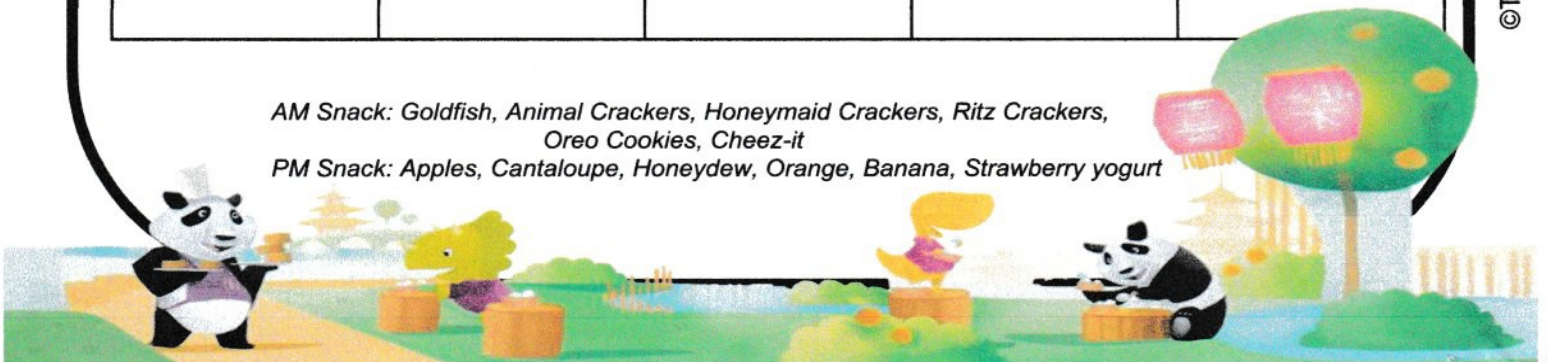 ©T
AM Snack: Goldfish, Animal Crackers, Honeymaid Crackers, Ritz Crackers,
Oreo Cookies, Cheez-it
PM Snack: Apples, Cantaloupe, Honeydew, Orange, Banana, Strawberry yogurt